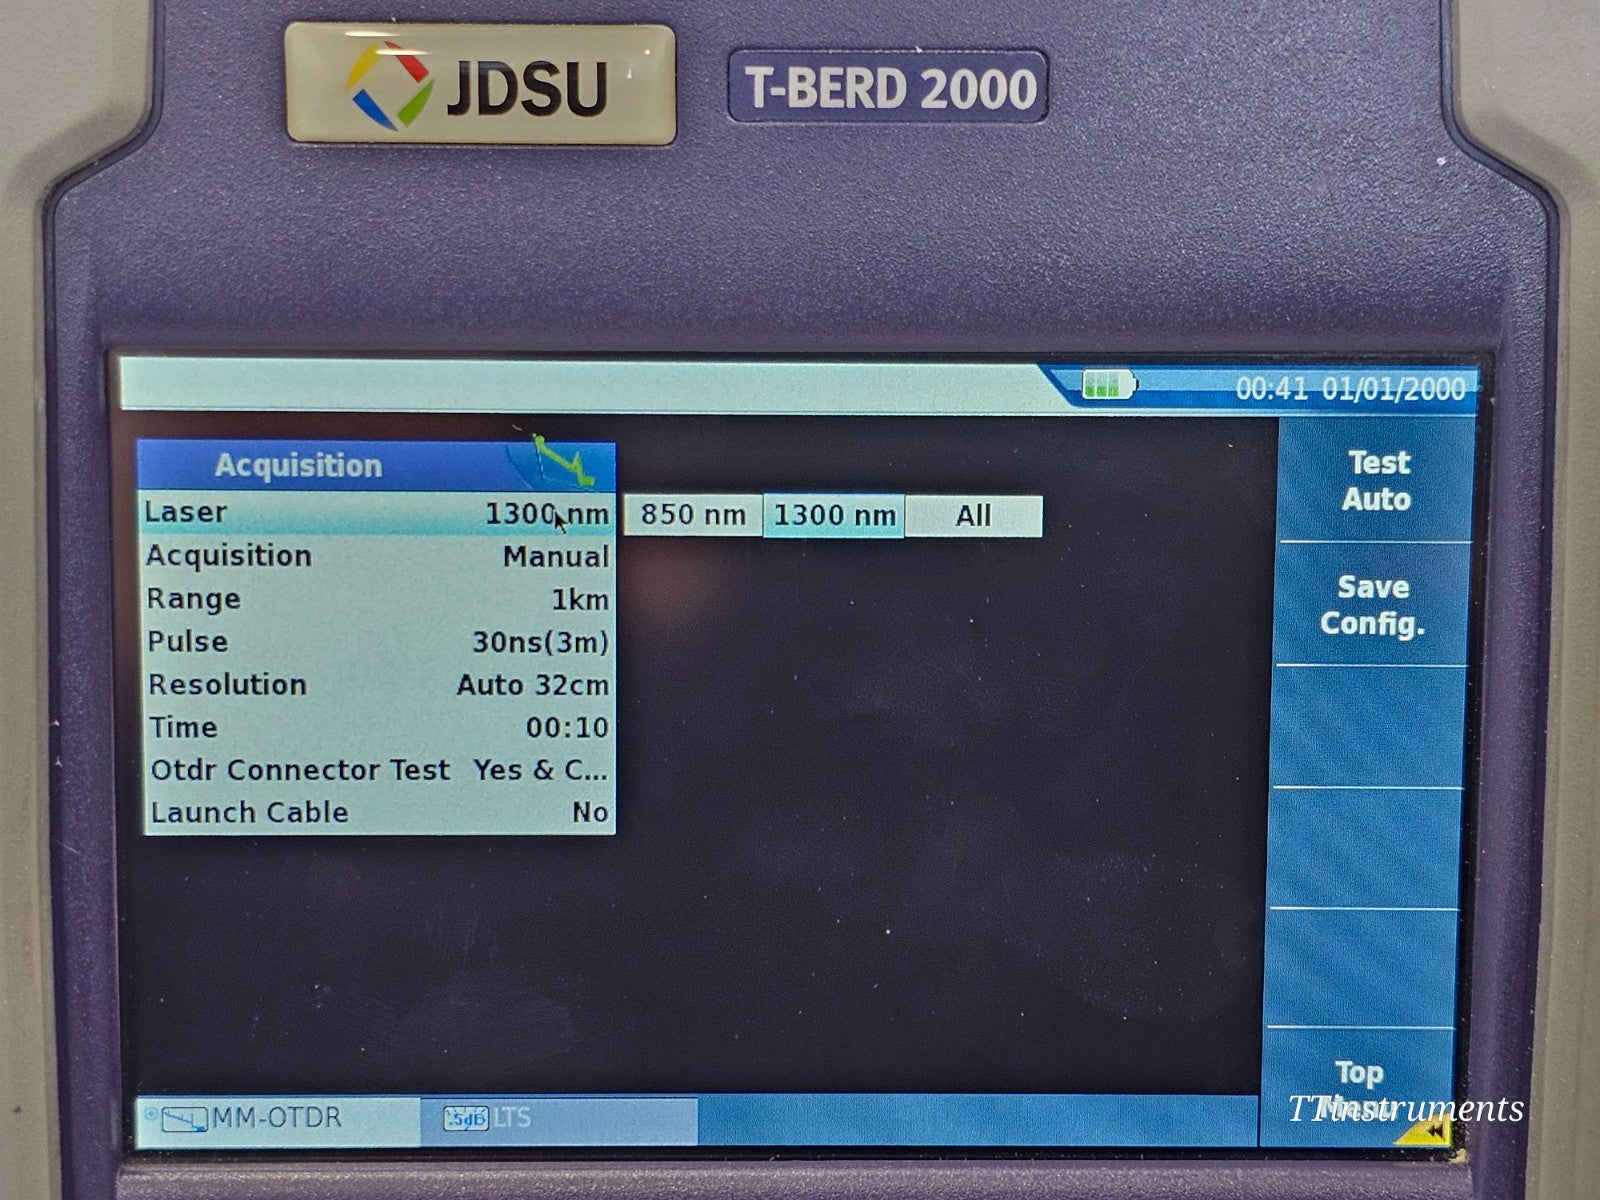 JDSU
T-BERD 2000
00:41 01/01/2000
Acquisition
Laser 1300 nm 850 nm 1300 nm All
Acquisition Manual
Range 1km
Pulse 30ns(3m)
Resolution Auto 32cm
Time 00:10
Otdr Connector Test Yes & C...
Launch Cable No
Test
Auto
Save
Config.
Top
TTinstruments
MM-OTDR
.5dB LTS